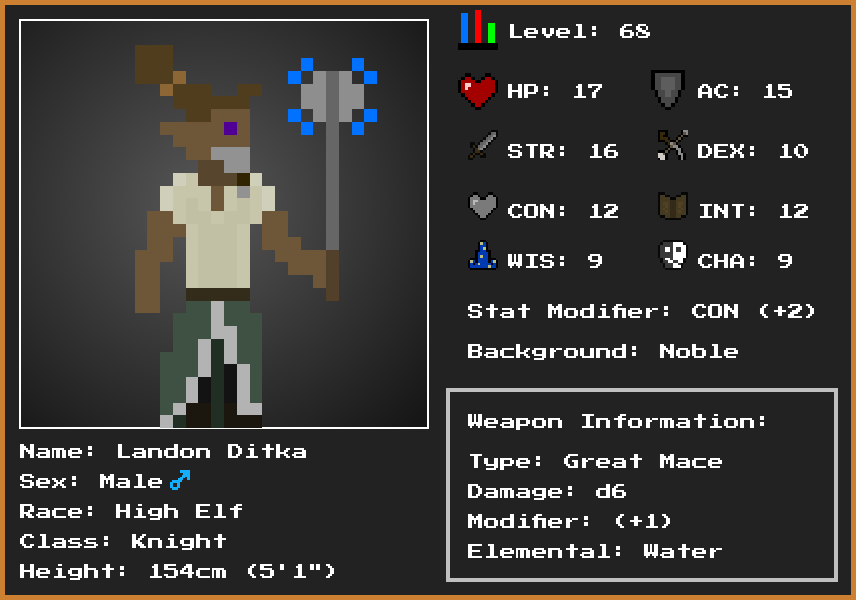 Level: 68
HP: 17 AC: 15
STR: 16 DEX: 10
CON: 12 INT: 12
WIS: 9 CHA: 9
Stat Modifier: CON (+2)
Background: Noble
Weapon Information:
Type: Great Mace
Damage: d6
Modifier: (+1)
Elemental: Water
Name: Landon Ditka
Sex: Male♂
Race: High Elf
Class: Knight
Height: 154cm (5'1")